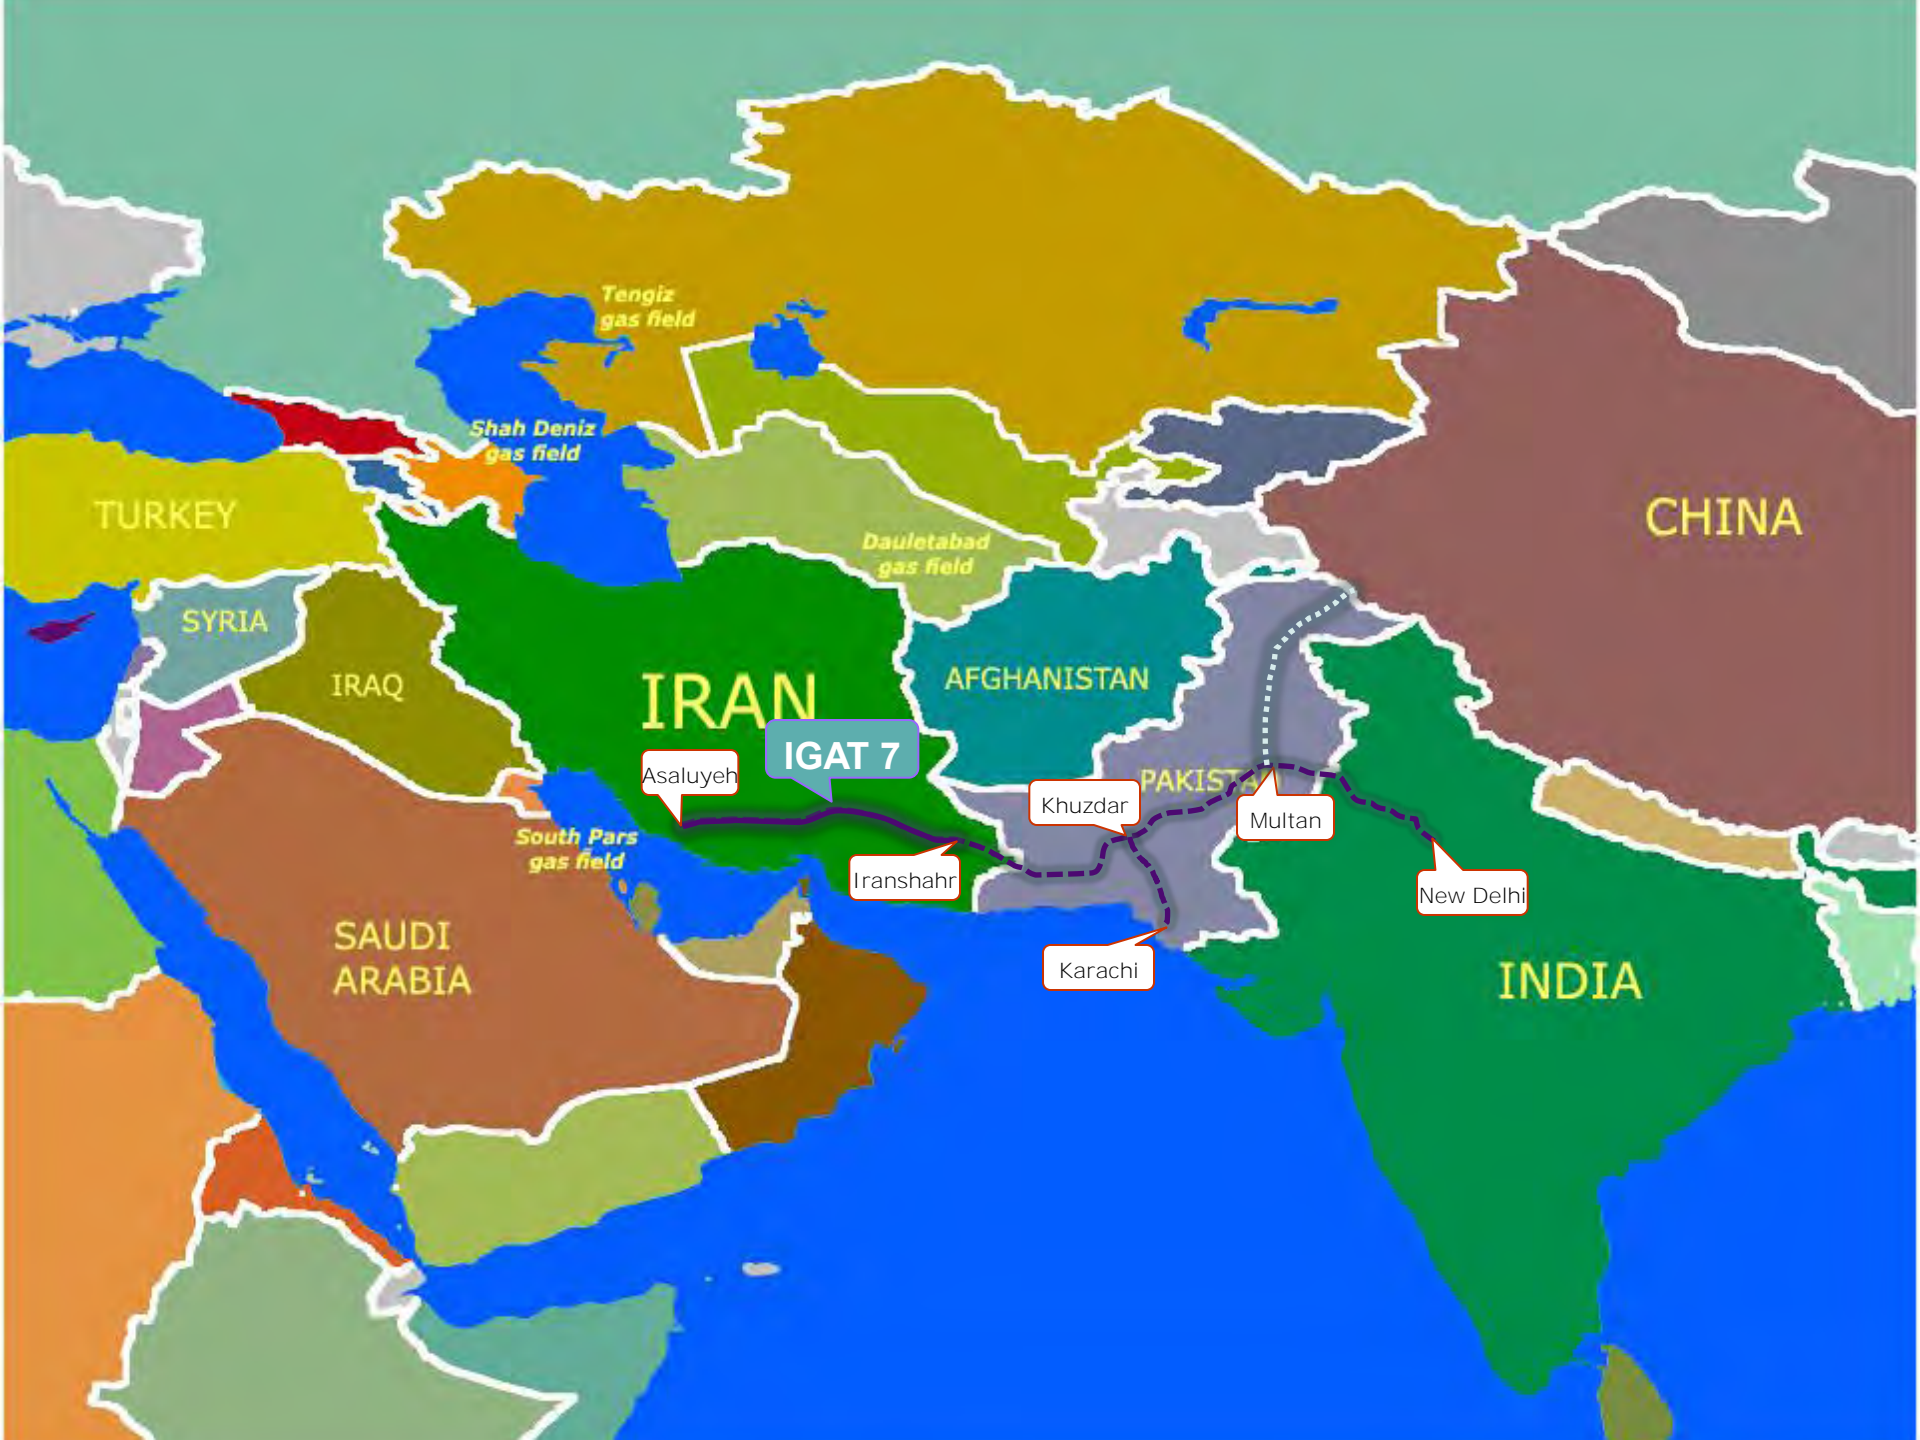 Tengiz
gas field
Shah Deniz
gas field
TURKEY
CHINA
Dauletabad
gas field
SYRIA
IRAQ
IRAN
AFGHANISTAN
IGAT 7
Asaluyeh
PAKISTA
Khuzdar
Multan
South Pars
gas field
Iranshahr
New Delhi
SAUDI
ARABIA
Karachi
INDIA